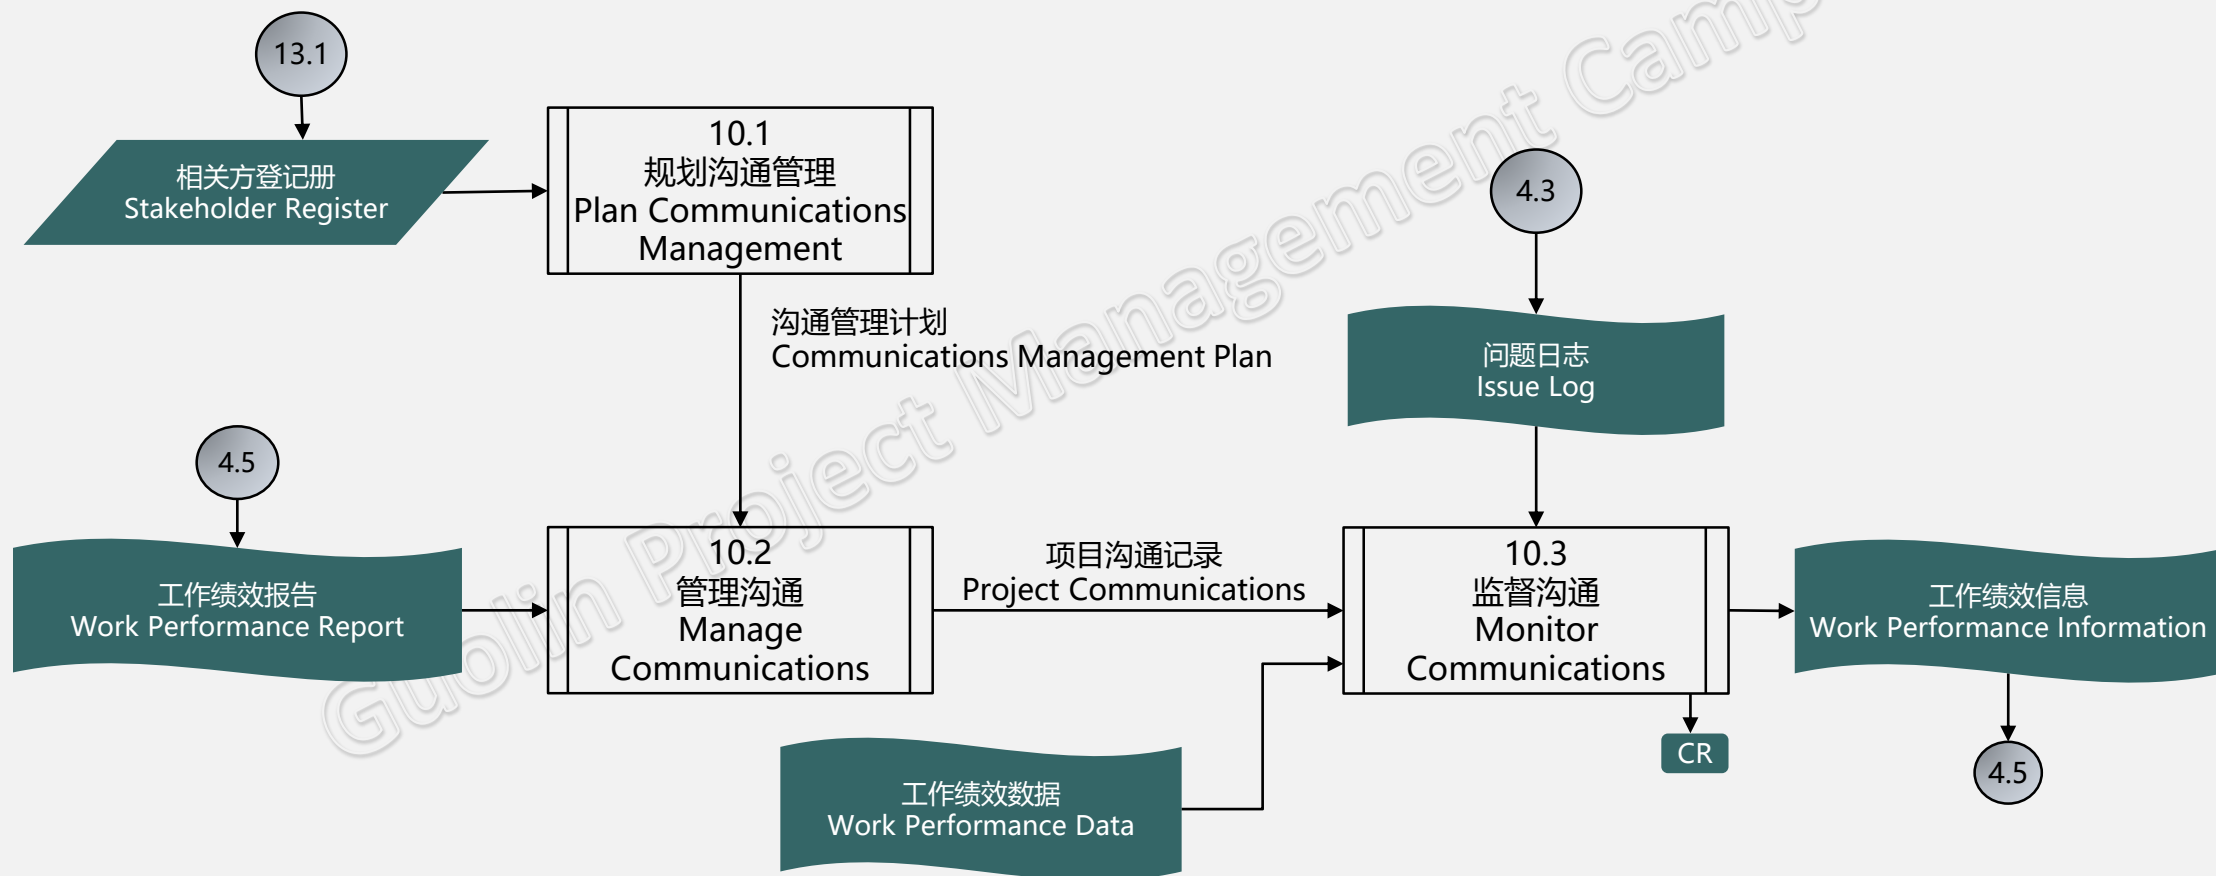 13.1
相关方登记册
Stakeholder Register
10.1
规划沟通管理
Plan Communications
Management
4.3
沟通管理计划
Communications Management Plan
问题日志
Issue Log
4.5
工作绩效报告
Work Performance Report
10.2
管理沟通
Manage
Communications
项目沟通记录
Project Communications
10.3
监督沟通
Monitor
Communications
工作绩效信息
Work Performance Information
CR
4.5
工作绩效数据
Work Performance Data
Guolin Project Management Camp